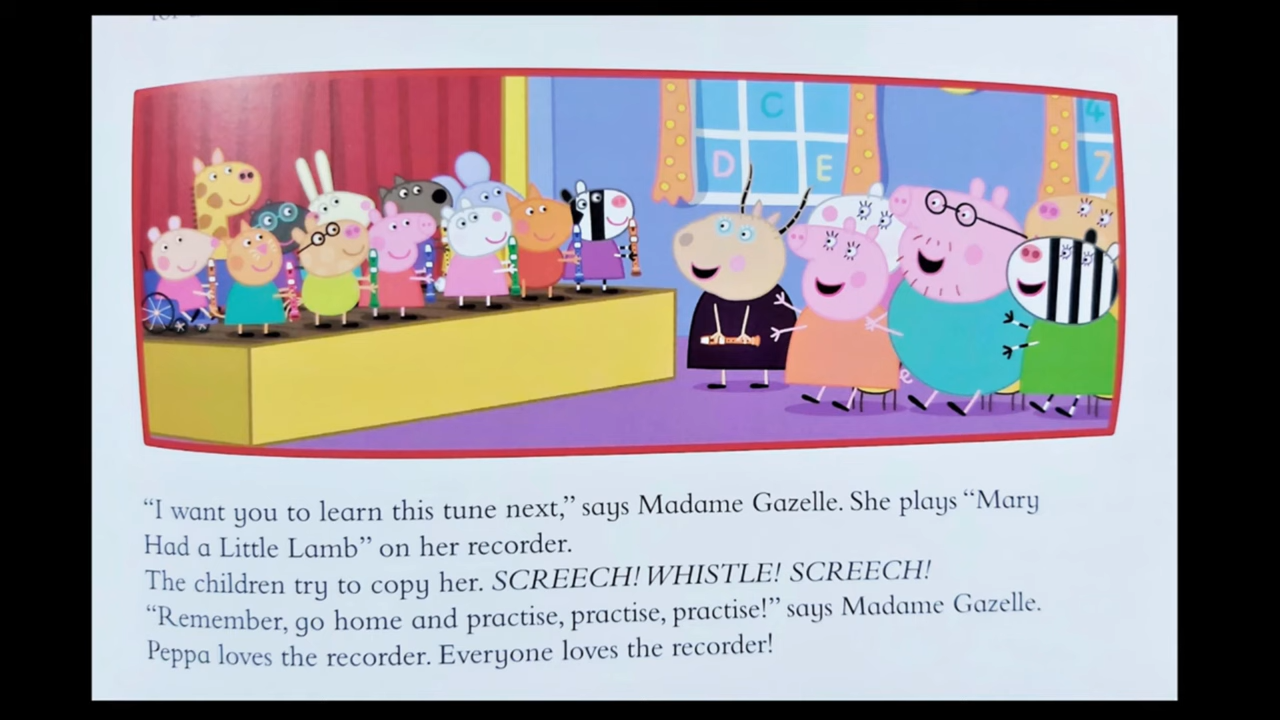 C
D E
4
7
“I want you to learn this tune next,” says Madame Gazelle. She plays “Mary
Had a Little Lamb” on her recorder.
The children try to copy her. SCREECH! WHISTLE! SCREECH!
“Remember, go home and practise, practise, practise!” says Madame Gazelle.
Peppa loves the recorder. Everyone loves the recorder!